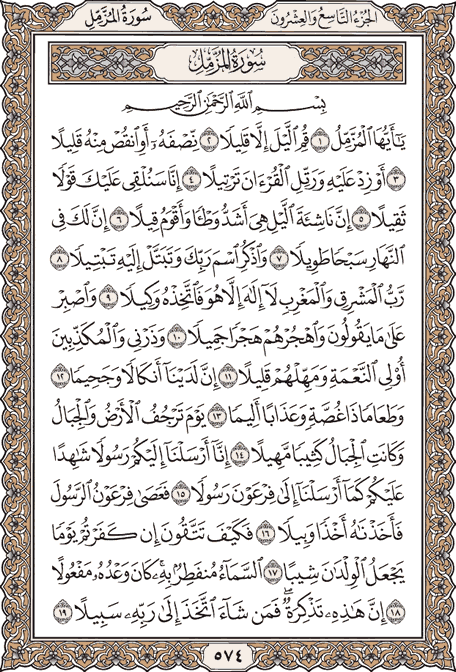 سُورَةُ المُزَّمِّل
الجُزءُ التَّاسِعُ وَالعِشرُونَ
سُورَةُ المُزَّمِّل
بِسْمِ ٱللَّهِ ٱلرَّحْمَٰنِ ٱلرَّحِيمِ
يَٰٓأَيُّهَا ٱلْمُزَّمِّلُ ١ قُمِ ٱلَّيْلَ إِلَّا قَلِيلًا ٢ نِّصْفَهُۥٓ أَوِ ٱنقُصْ مِنْهُ قَلِيلًا
٣ أَوْ زِدْ عَلَيْهِ وَرَتِّلِ ٱلْقُرْءَانَ تَرْتِيلًا ٤ إِنَّا سَنُلْقِى عَلَيْكَ قَوْلًا
ثَقِيلًا ٥ إِنَّ نَاشِئَةَ ٱلَّيْلِ هِىَ أَشَدُّ وَطْـًٔا وَأَقْوَمُ قِيلًا ٦ إِنَّ لَكَ فِى
ٱلنَّهَارِ سَبْحًا طَوِيلًا ٧ وَٱذْكُرِ ٱسْمَ رَبِّكَ وَتَبَتَّلْ إِلَيْهِ تَبْتِيلًا ٨
رَّبُّ ٱلْمَشْرِقِ وَٱلْمَغْرِبِ لَآ إِلَٰهَ إِلَّا هُوَ فَٱتَّخِذْهُ وَكِيلًا ٩ وَٱصْبِرْ
عَلَىٰ مَا يَقُولُونَ وَٱهْجُرْهُمْ هَجْرًا جَمِيلًا ١٠ وَذَرْنِى وَٱلْمُكَذِّبِينَ
أُو۟لِى ٱلنَّعْمَةِ وَمَهِّلْهُمْ قَلِيلًا ١١ إِنَّ لَدَيْنَآ أَنكَالًا وَجَحِيمًا ١٢
وَطَعَامًا ذَا غُصَّةٍ وَعَذَابًا أَلِيمًا ١٣ يَوْمَ تَرْجُفُ ٱلْأَرْضُ وَٱلْجِبَالُ
وَكَانَتِ ٱلْجِبَالُ كَثِيبًا مَّهِيلًا ١٤ إِنَّآ أَرْسَلْنَآ إِلَيْكُمْ رَسُولًا شَٰهِدًا
عَلَيْكُمْ كَمَآ أَرْسَلْنَآ إِلَىٰ فِرْعَوْنَ رَسُولًا ١٥ فَعَصَىٰ فِرْعَوْنُ ٱلرَّسُولَ
فَأَخَذْنَٰهُ أَخْذًا وَبِيلًا ١٦ فَكَيْفَ تَتَّقُونَ إِن كَفَرْتُمْ يَوْمًا
يَجْعَلُ ٱلْوِلْدَٰنَ شِيبًا ١٧ ٱلسَّمَآءُ مُنفَطِرٌۢ بِهِۦ ۚ كَانَ وَعْدُهُۥ مَفْعُولًا
١٨ إِنَّ هَٰذِهِۦ تَذْكِرَةٌ ۖ فَمَن شَآءَ ٱتَّخَذَ إِلَىٰ رَبِّهِۦ سَبِيلًا ١٩
٥٧٤